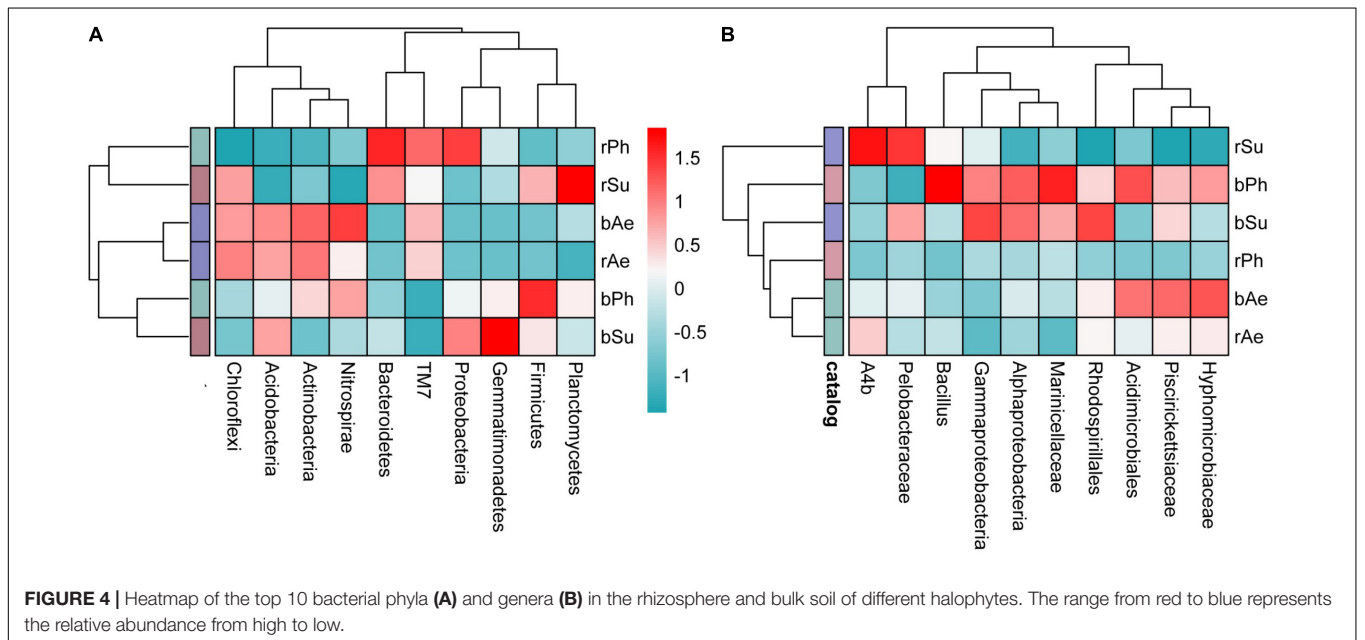 A
B
rPh
rSu
bAe
rAe
bPh
bSu
Chloroflexi
Acidobacteria
Actinobacteria
Nitrospirae
Bacteroidetes
TM7
Proteobacteria
Gemmatimonadetes
Firmicutes
Planctomycetes
1.5
1
0.5
0
-0.5
-1
rSu
bPh
bSu
rPh
bAe
rAe
catalog
A4b
Pelobacteraceae
Bacillus
Gammaproteobacteria
Alphaproteobacteria
Marinicellaceae
Rhodospirillales
Acidimicrobiales
Piscirickettsiaceae
Hyphomicrobiaceae
FIGURE 4 | Heatmap of the top 10 bacterial phyla (A) and genera (B) in the rhizosphere and bulk soil of different halophytes. The range from red to blue represents
the relative abundance from high to low.